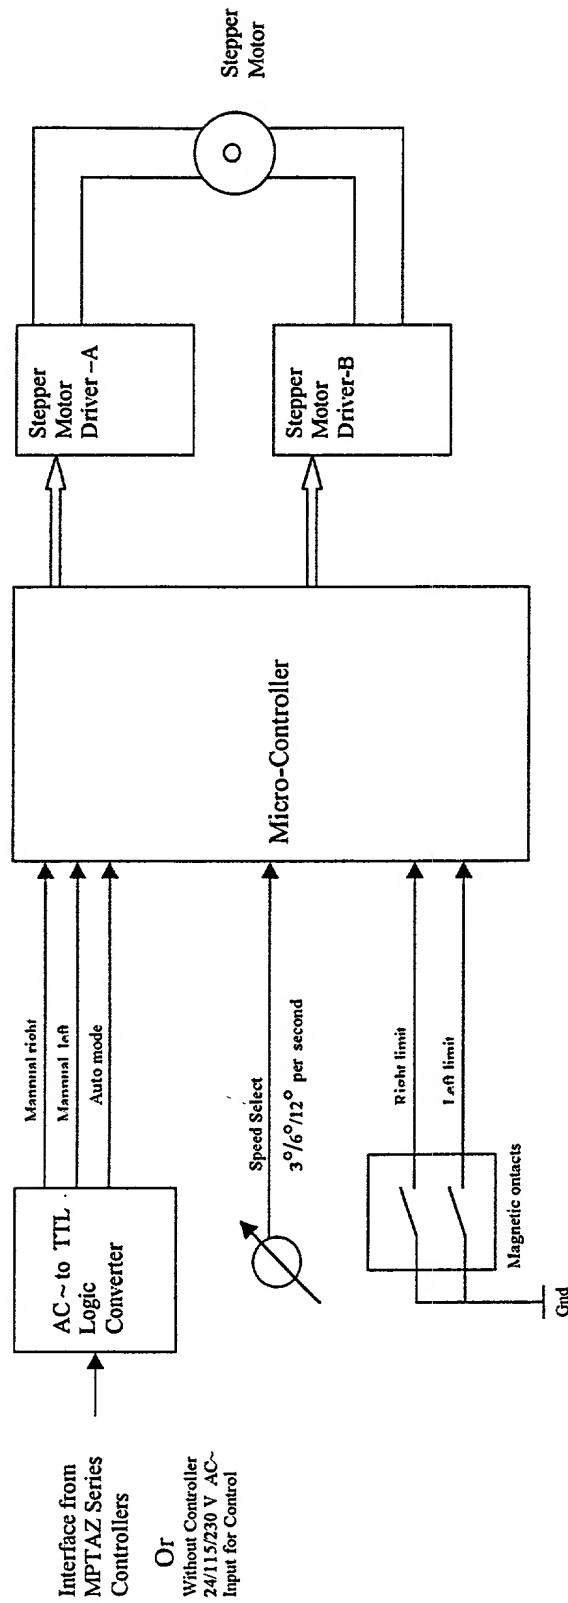 Interface from
MPTAZ Series
Controllers
Or
Without Controller
24/115/230 V AC~
Input for Control
AC ~ to TTL
Logic
Converter
Mannual right
Mannual left
Auto mode
Speed Select
3°/6°/12° per second
Right limit
Left limit
Magnetic ontacts
Gnd
Micro-Controller
Stepper
Motor
Driver –A
Stepper
Motor
Driver-B
Stepper
Motor